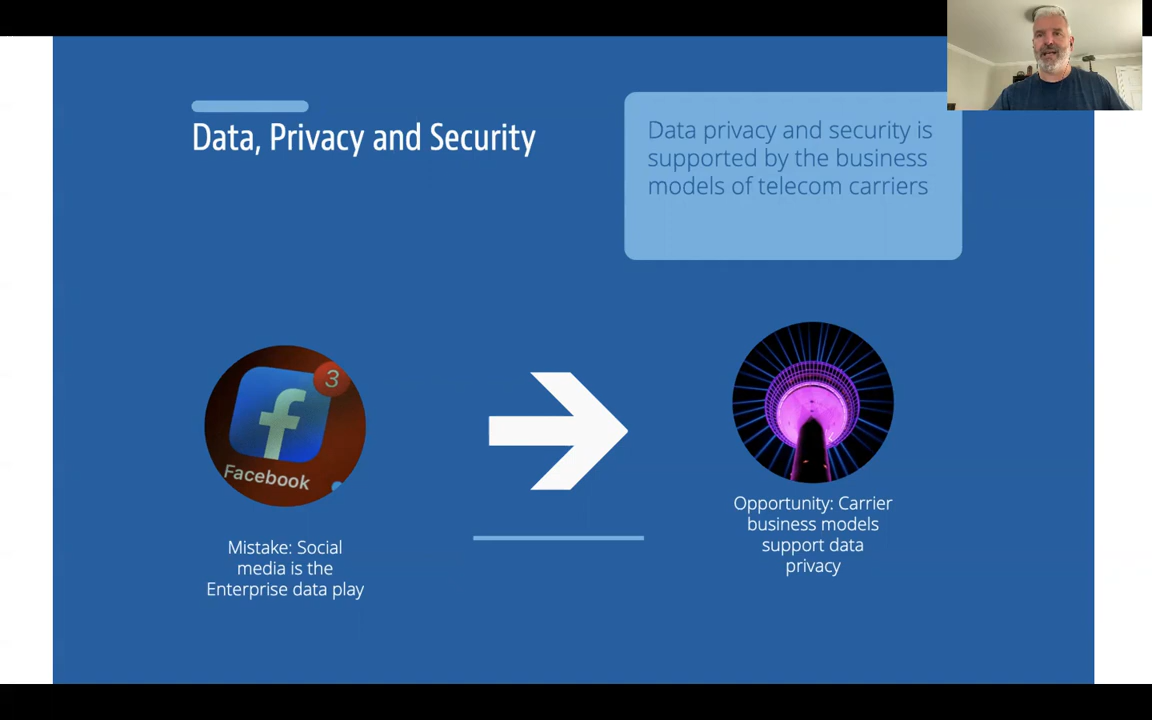 Data, Privacy and Security
Data privacy and security is
supported by the business
models of telecom carriers
3
Facebook
Mistake: Social
media is the
Enterprise data play
Opportunity: Carrier
business models
support data
privacy